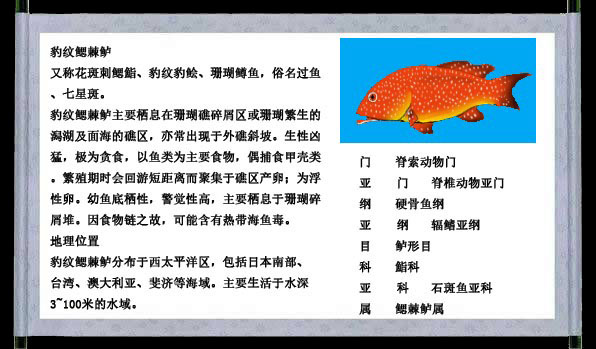 豹纹鳃棘鲈
又称花斑刺鳃鮨、豹纹豹鲙、珊瑚鳟鱼，俗名过鱼
、七星斑。
豹纹鳃棘鲈主要栖息在珊瑚礁碎屑区或珊瑚繁生的
潟湖及面海的礁区，亦常出现于外礁斜坡。生性凶
猛，极为贪食，以鱼类为主要食物，偶捕食甲壳类
。繁殖期时会回游短距离而聚集于礁区产卵；为浮
性卵。幼鱼底栖性，警觉性高，主要栖息于珊瑚碎
屑堆。因食物链之故，可能含有热带海鱼毒。
地理位置
豹纹鳃棘鲈分布于西太平洋区，包括日本南部、
台湾、澳大利亚、斐济等海域。主要生活于水深
3~100米的水域。
门 脊索动物门
亚 门 脊椎动物亚门
纲 硬骨鱼纲
亚 纲 辐鳍亚纲
目 鲈形目
科 鮨科
亚 科 石斑鱼亚科
属 鳃棘鲈属